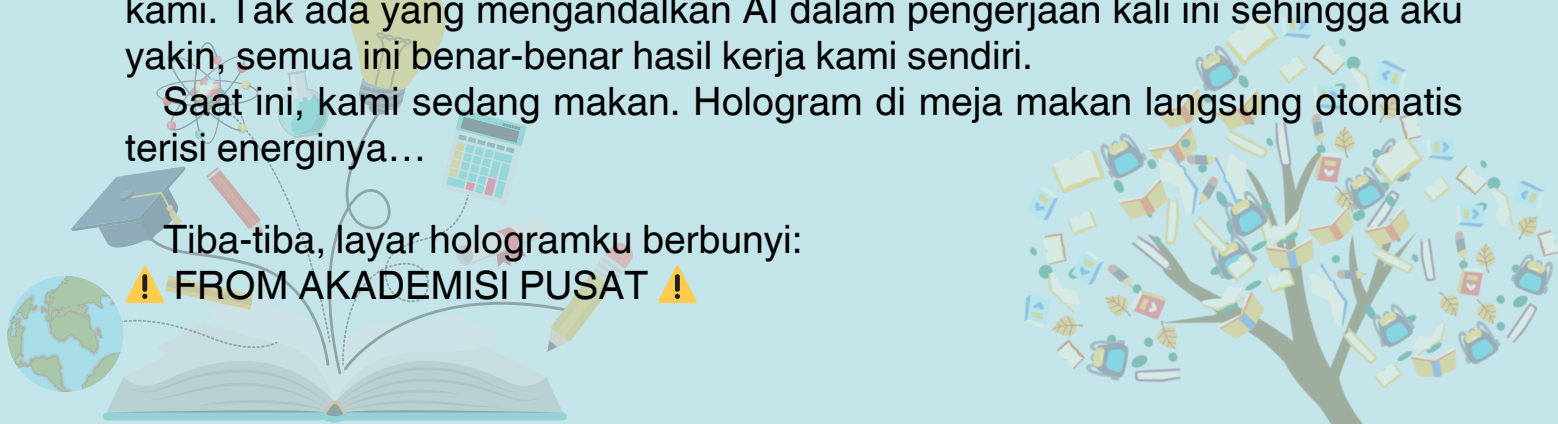 kami. Tak ada yang mengandalkan AI dalam pengerjaan kali ini sehingga aku
yakin, semua ini benar-benar hasil kerja kami sendiri.
Saat ini, kami sedang makan. Hologram di meja makan langsung otomatis
terisi energinya…
Tiba-tiba, layar hologramku berbunyi:
⚠️ FROM AKADEMISI PUSAT ⚠️